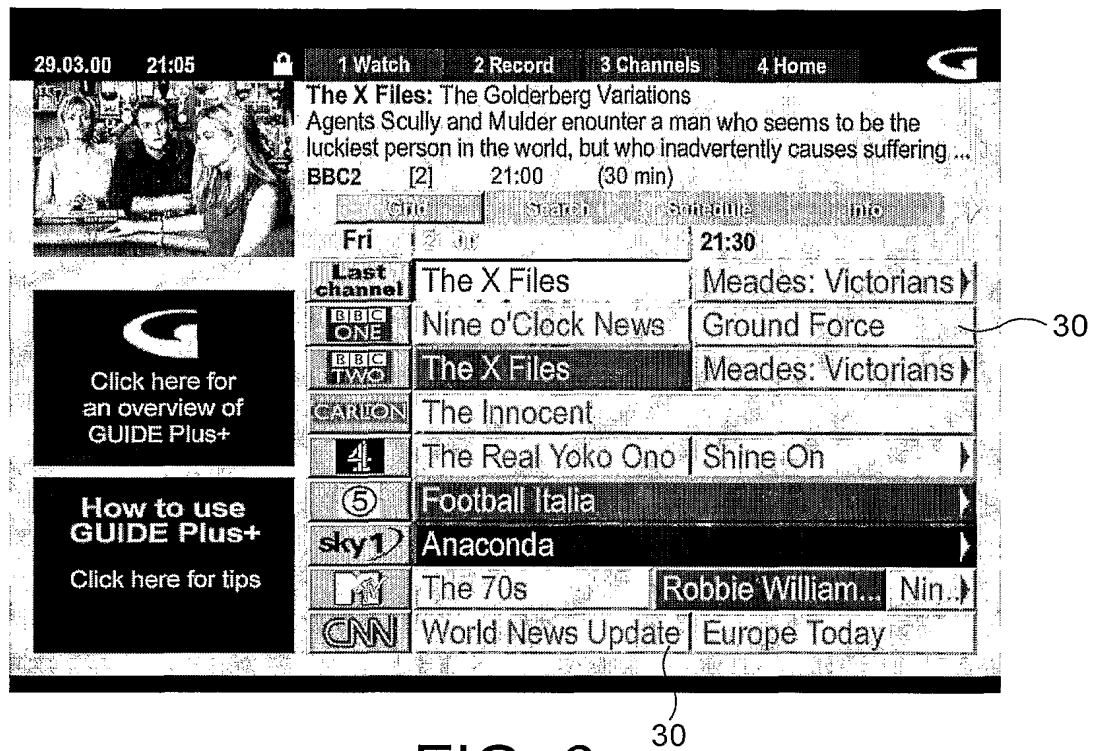 29.03.00 21:05 1 Watch 2 Record 3 Channels 4 Home
The X Files: The Golderberg Variations
Agents Scully and Mulder enounter a man who seems to be the
luckiest person in the world, but who inadvertently causes suffering ...
BBC2 [2] 21:00 (30 min)
Grid Search Schedule Info
Fri 21:30
Last channel The X Files Meades: Victorians
BBC ONE Nine o'Clock News Ground Force
30
BBC TWO The X Files Meades: Victorians
CARLTON The Innocent
4 The Real Yoko Ono Shine On
5 Football Italia
sky1 Anaconda
MTV The 70s Robbie William... Nin..
CNN World News Update Europe Today
Click here for
an overview of
GUIDE Plus+
How to use
GUIDE Plus+
Click here for tips
30